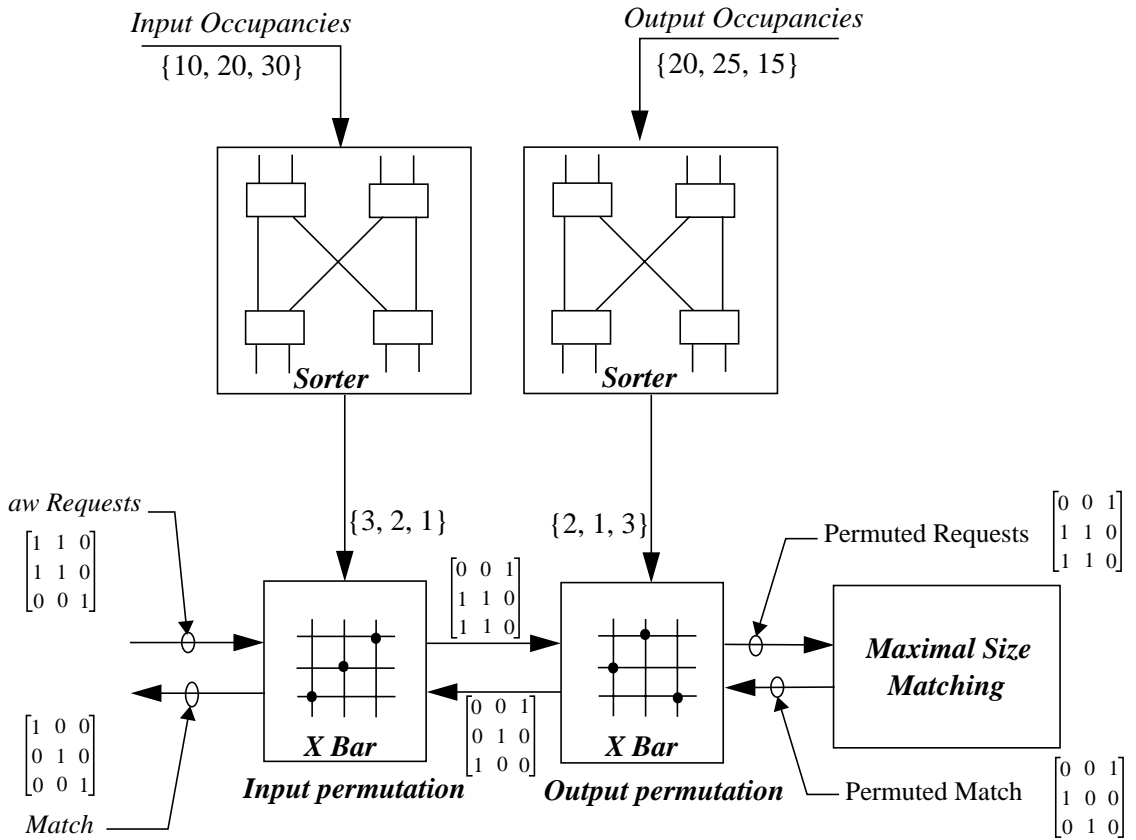 Input Occupancies
Output Occupancies
{10, 20, 30}
{20, 25, 15}
Sorter
Sorter
aw Requests
{3, 2, 1}
{2, 1, 3}
Permuted Requests
0 0 1
1 1 0
1 1 0
1 1 0
1 1 0
0 0 1
0 0 1
1 1 0
1 1 0
Maximal Size
Matching
X Bar
X Bar
0 0 1
0 1 0
1 0 0
1 0 0
0 1 0
0 0 1
Input permutation
Output permutation
Permuted Match
0 0 1
1 0 0
0 1 0
Match